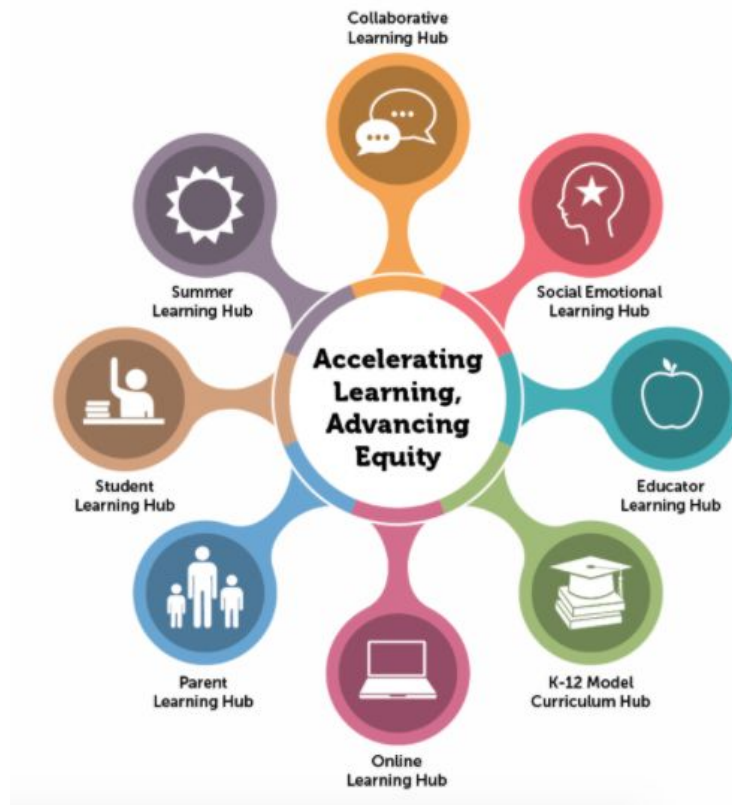 Collaborative
Learning Hub
Summer
Learning Hub
Social Emotional
Learning Hub
Accelerating
Learning,
Advancing
Equity
Student
Learning Hub
Educator
Learning Hub
Parent
Learning Hub
K-12 Model
Curriculum Hub
Online
Learning Hub